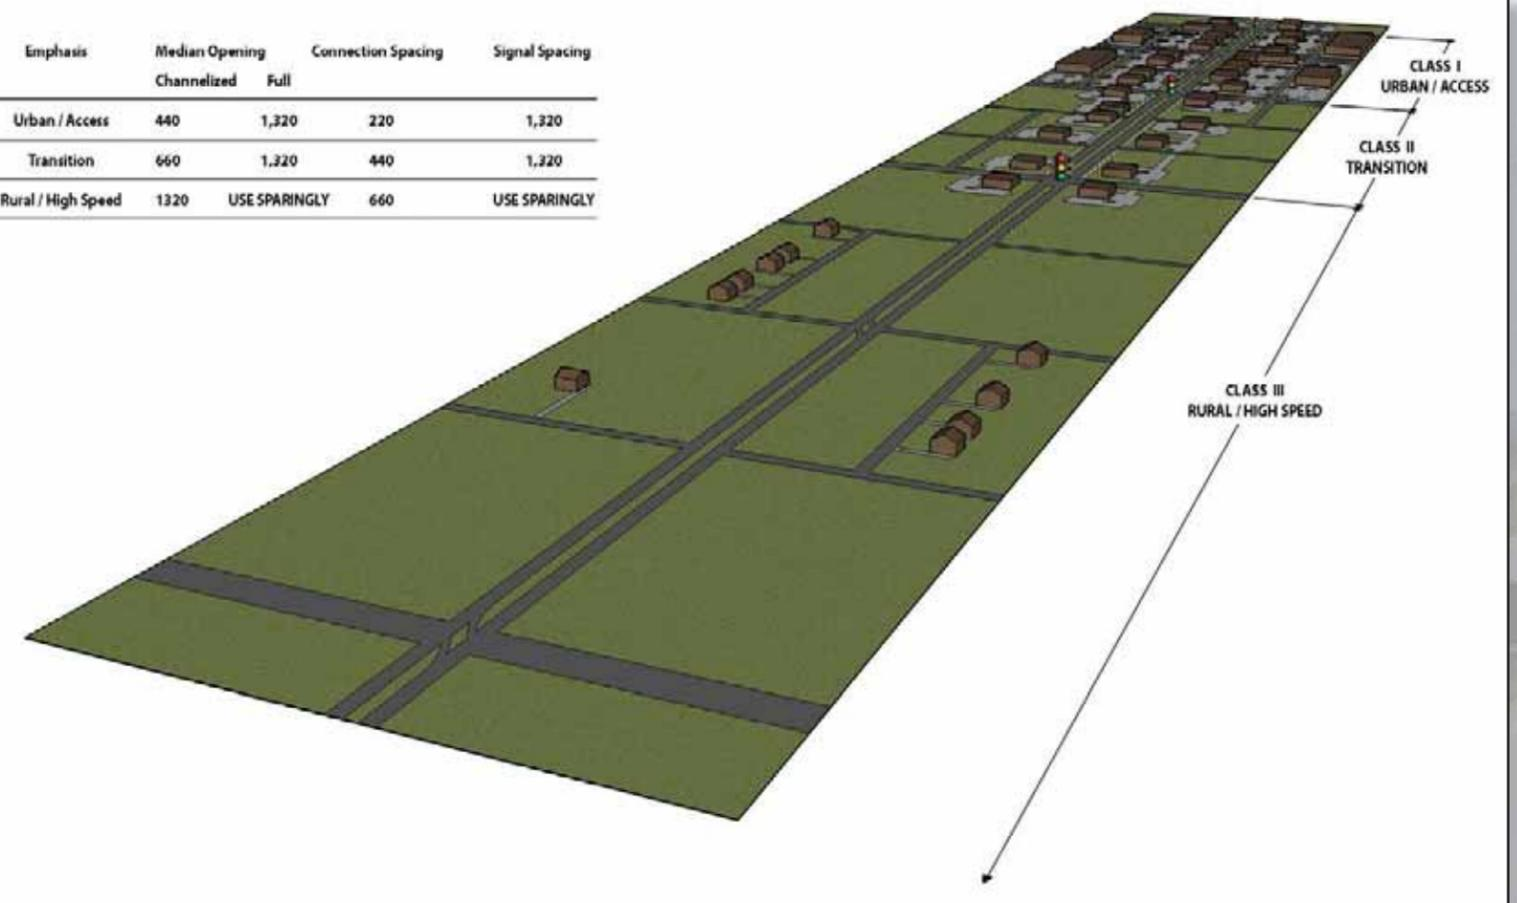 Emphasis Median Opening Connection Spacing Signal Spacing
Channelized Full
Urban / Access 440 1,320 220 1,320
Transition 660 1,320 440 1,320
Rural / High Speed 1320 USE SPARINGLY 660 USE SPARINGLY
CLASS I
URBAN / ACCESS
CLASS II
TRANSITION
CLASS III
RURAL / HIGH SPEED